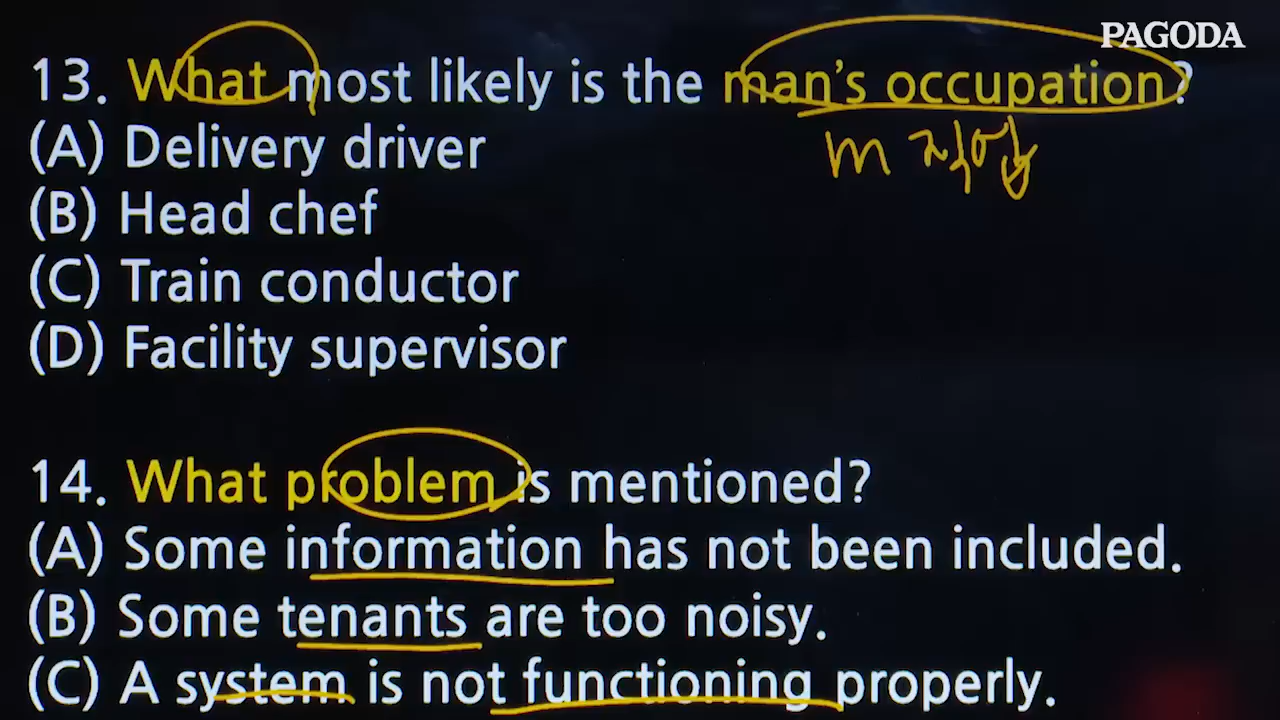 PAGODA
13. What most likely is the man's occupation?
m 직업
(A) Delivery driver
(B) Head chef
(C) Train conductor
(D) Facility supervisor
14. What problem is mentioned?
(A) Some information has not been included.
(B) Some tenants are too noisy.
(C) A system is not functioning properly.